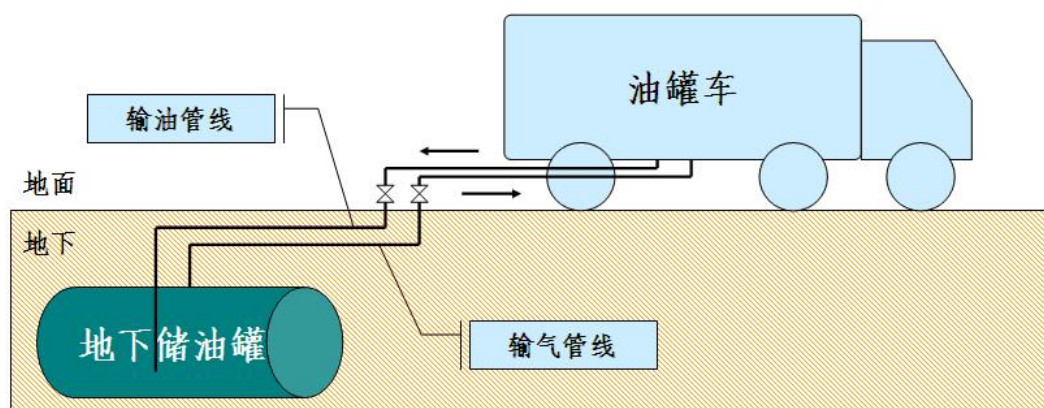 油罐车
输油管线
地面
地下
地下储油罐
输气管线